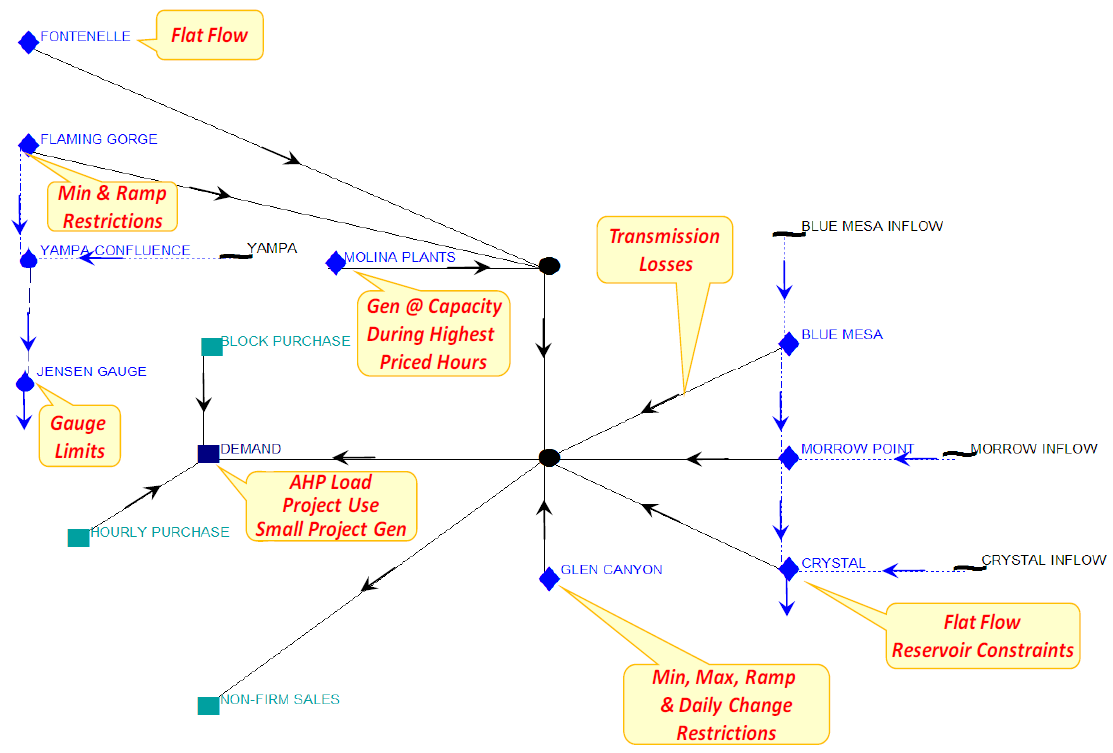 FONTENELLE
Flat Flow
FLAMING GORGE
Min & Ramp
Restrictions
YAMPA CONFLUENCE
YAMPA
MOLINA PLANTS
Transmission
Losses
BLUE MESA INFLOW
Gen @ Capacity
During Highest
Priced Hours
BLOCK PURCHASE
BLUE MESA
JENSEN GAUGE
Gauge
Limits
DEMAND
AHP Load
Project Use
Small Project Gen
MORROW POINT
MORROW INFLOW
HOURLY PURCHASE
GLEN CANYON
CRYSTAL
CRYSTAL INFLOW
Flat Flow
Reservoir Constraints
Min, Max, Ramp
& Daily Change
Restrictions
NON-FIRM SALES